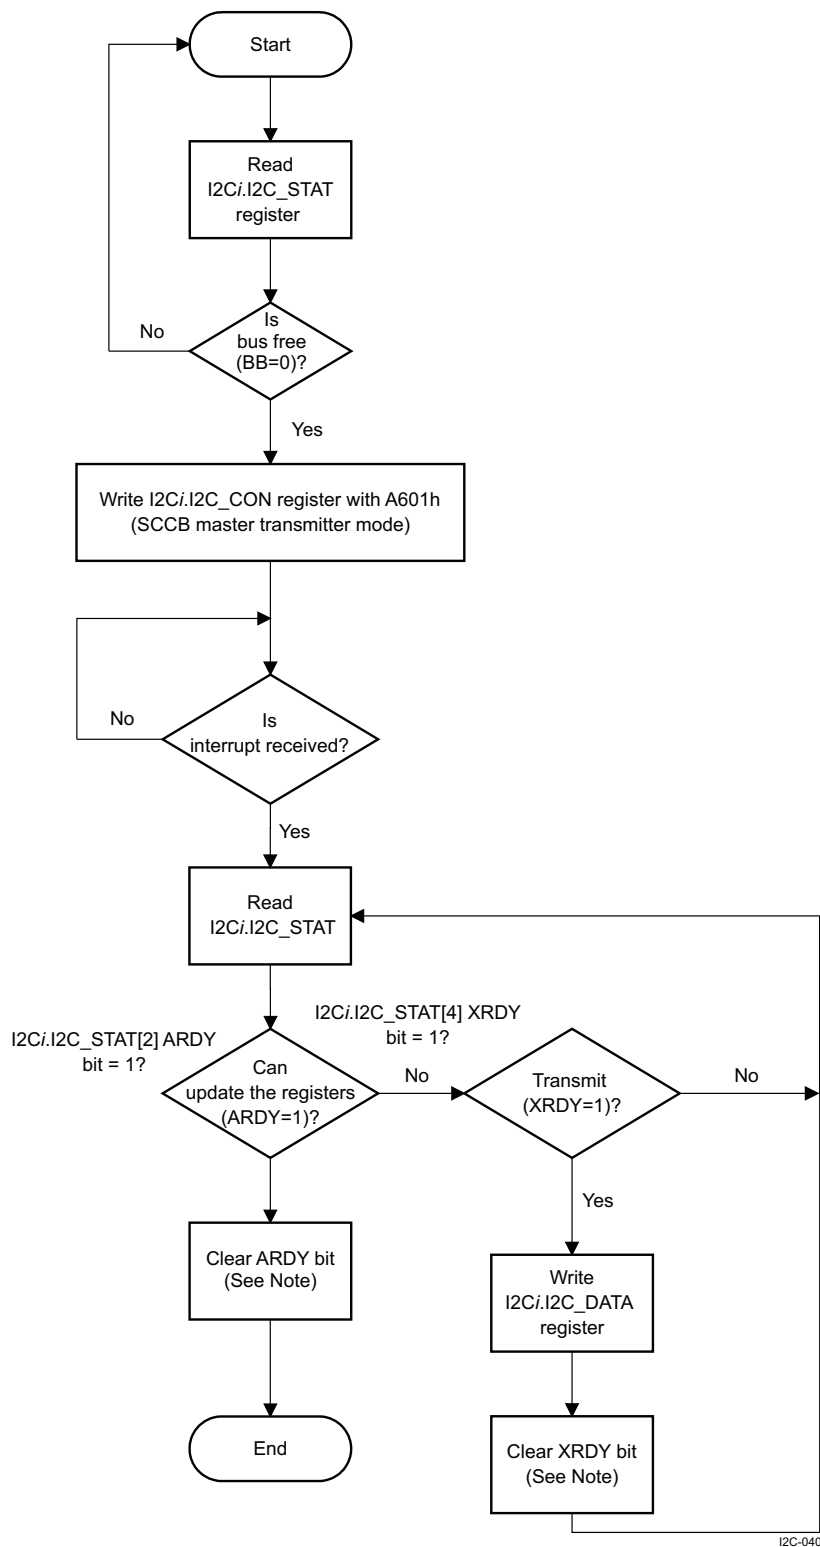 Start
Read
I2Ci.I2C_STAT
register
Is
bus free
(BB=0)?
No
Yes
Write I2Ci.I2C_CON register with A601h
(SCCB master transmitter mode)
Is
interrupt received?
No
Yes
Read
I2Ci.I2C_STAT
I2Ci.I2C_STAT[2] ARDY
bit = 1?
I2Ci.I2C_STAT[4] XRDY
bit = 1?
Can
update the registers
(ARDY=1)?
No
Transmit
(XRDY=1)?
No
Yes
Clear ARDY bit
(See Note)
Write
I2Ci.I2C_DATA
register
End
Clear XRDY bit
(See Note)
I2C-040